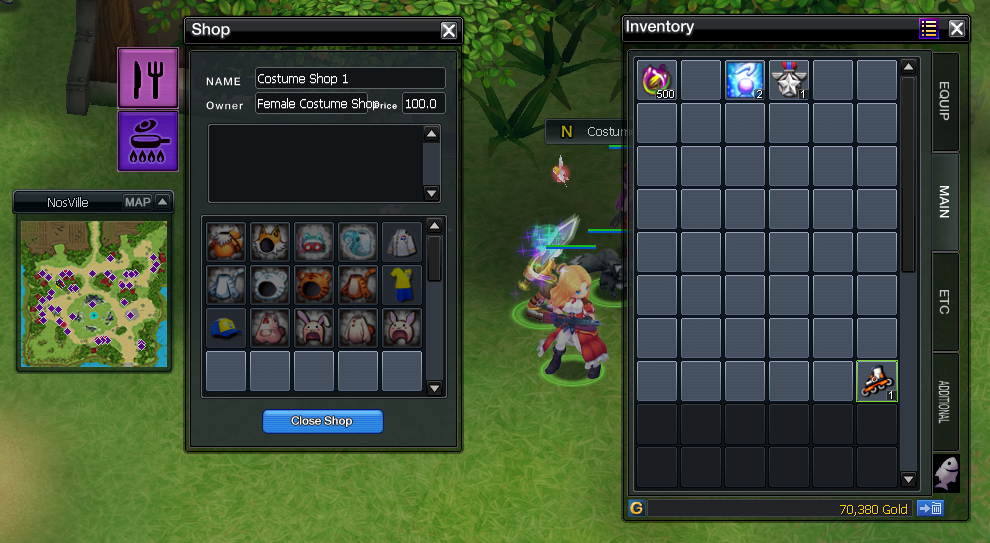 Shop
NAME Costume Shop 1
Owner Female Costume Shop Price 100.0
Close Shop
NosVille MAP
N Costume
Inventory
500
2
1
1
EQUIP
MAIN
ETC
ADDITIONAL
G 70,380 Gold